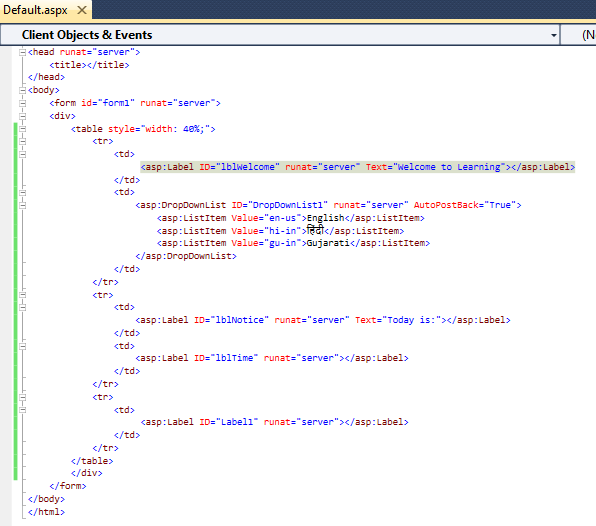 Default.aspx
Client Objects & Events
(N
<head runat="server">
<title></title>
</head>
<body>
<form id="form1" runat="server">
<div>
<table style="width: 40%;">
<tr>
<td>
<asp:Label ID="lblWelcome" runat="server" Text="Welcome to Learning"></asp:Label>
</td>
<td>
<asp:DropDownList ID="DropDownList1" runat="server" AutoPostBack="True">
<asp:ListItem Value="en-us">English</asp:ListItem>
<asp:ListItem Value="hi-in">हिंदी</asp:ListItem>
<asp:ListItem Value="gu-in">Gujarati</asp:ListItem>
</asp:DropDownList>
</td>
</tr>
<tr>
<td>
<asp:Label ID="lblNotice" runat="server" Text="Today is:"></asp:Label>
</td>
<td>
<asp:Label ID="lblTime" runat="server"></asp:Label>
</td>
</tr>
<tr>
<td>
<asp:Label ID="Label1" runat="server"></asp:Label>
</td>
</tr>
</table>
</div>
</form>
</body>
</html>